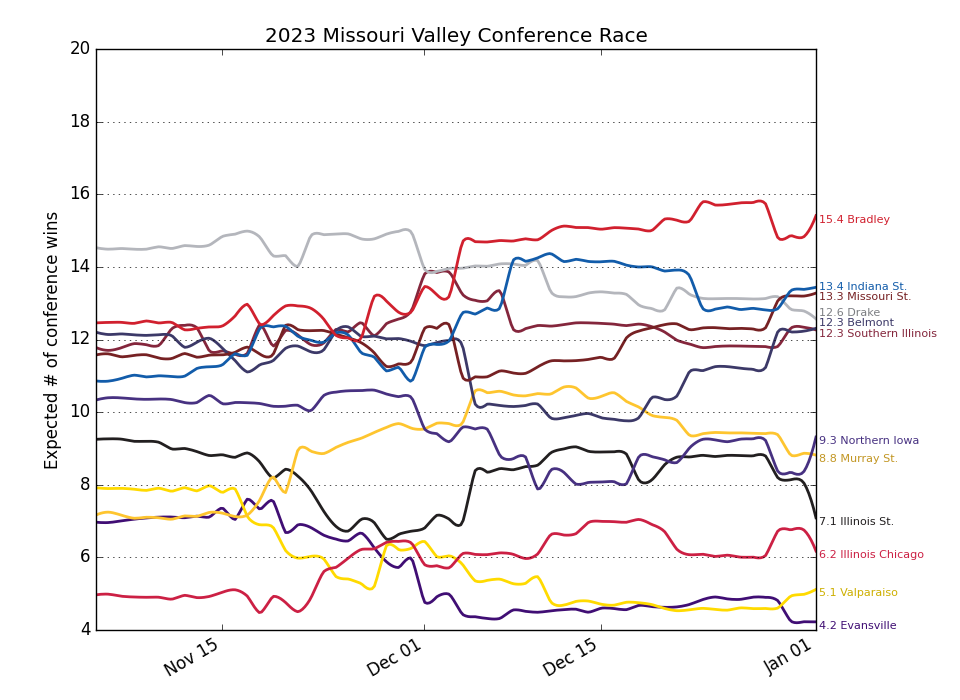 2023 Missouri Valley Conference Race
Expected # of conference wins
20
18
16
14
12
10
8
6
4
15.4 Bradley
13.4 Indiana St.
13.3 Missouri St.
12.6 Drake
12.3 Belmont
12.3 Southern Illinois
9.3 Northern Iowa
8.8 Murray St.
7.1 Illinois St.
6.2 Illinois Chicago
5.1 Valparaiso
4.2 Evansville
Nov 15
Dec 01
Dec 15
Jan 01